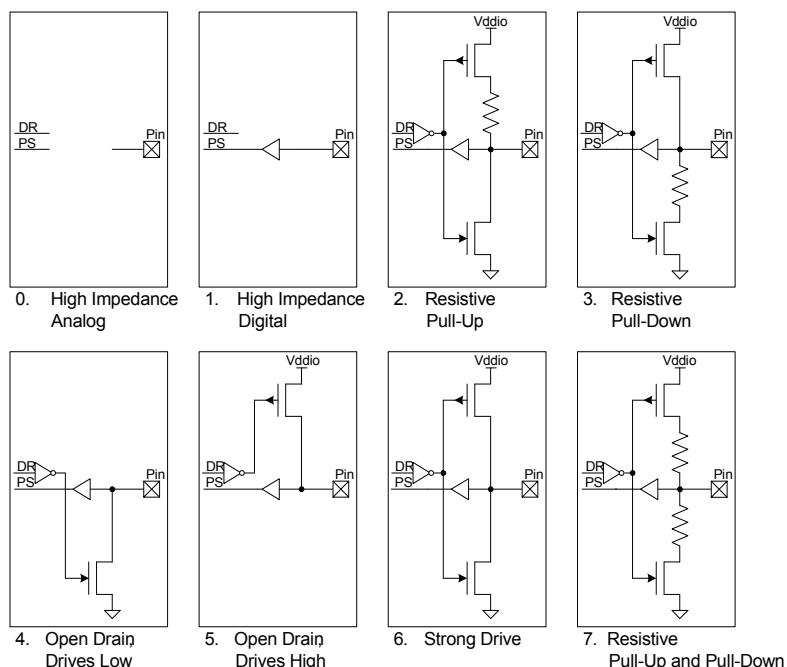 Vddio
Vddio
DR
PS
Pin
DR
PS
Pin
DR
PS
Pin
DR
PS
Pin
0. High Impedance
Analog
1. High Impedance
Digital
2. Resistive
Pull-Up
3. Resistive
Pull-Down
Vddio
Vddio
Vddio
DR
PS
Pin
DR
PS
Pin
DR
PS
Pin
DR
PS
Pin
4. Open Drain,
Drives Low
5. Open Drain,
Drives High
6. Strong Drive
7. Resistive
Pull-Up and Pull-Down